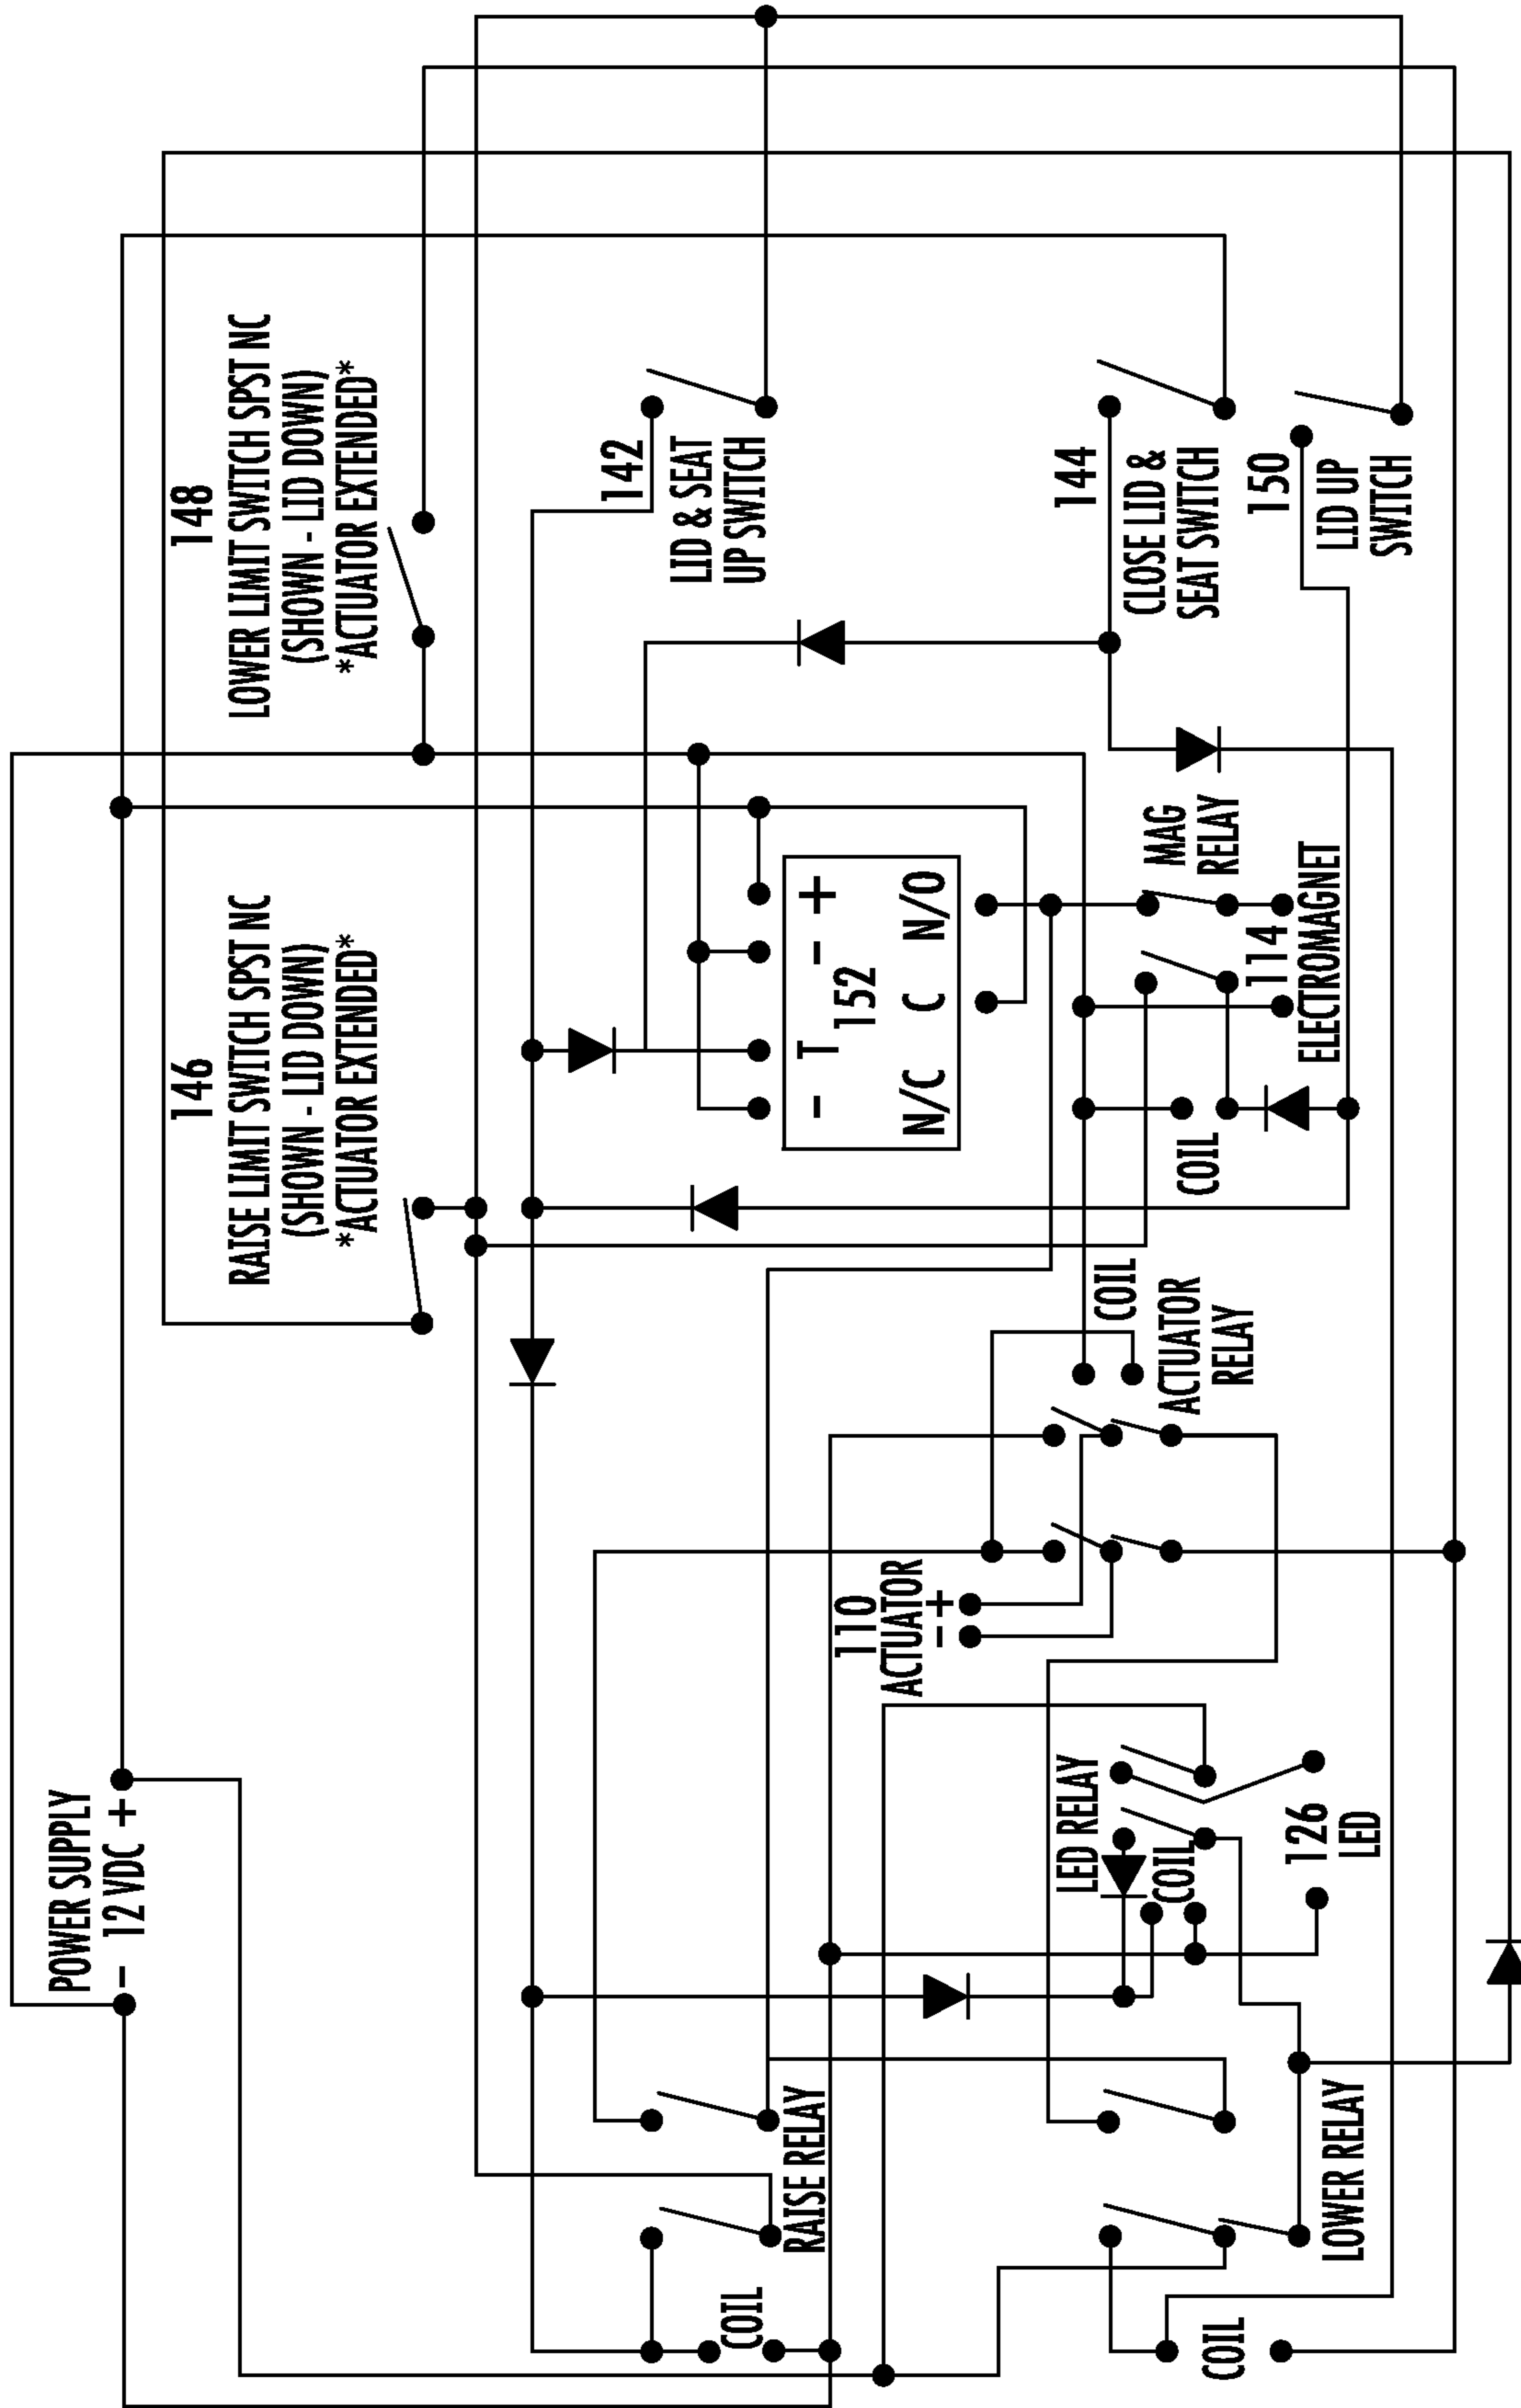 POWER SUPPLY
- 12 VDC +
146
RAISE LIMIT SWITCH SPST NC
(SHOWN - LID DOWN)
*ACTUATOR EXTENDED*
148
LOWER LIMIT SWITCH SPST NC
(SHOWN - LID DOWN)
*ACTUATOR EXTENDED*
142
LID & SEAT
UP SWITCH
- T - +
152
N/C C N/O
144
CLOSE LID &
SEAT SWITCH
150
LID UP
SWITCH
MAG
RELAY
114
ELECTROMAGNET
COIL
COIL
ACTUATOR
RELAY
110
ACTUATOR
- +
LED RELAY
COIL
126
LED
RAISE RELAY
COIL
LOWER RELAY
COIL